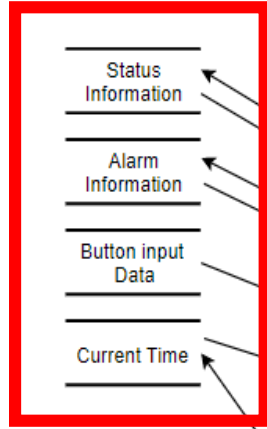 Status
Information
Alarm
Information
Button input
Data
Current Time